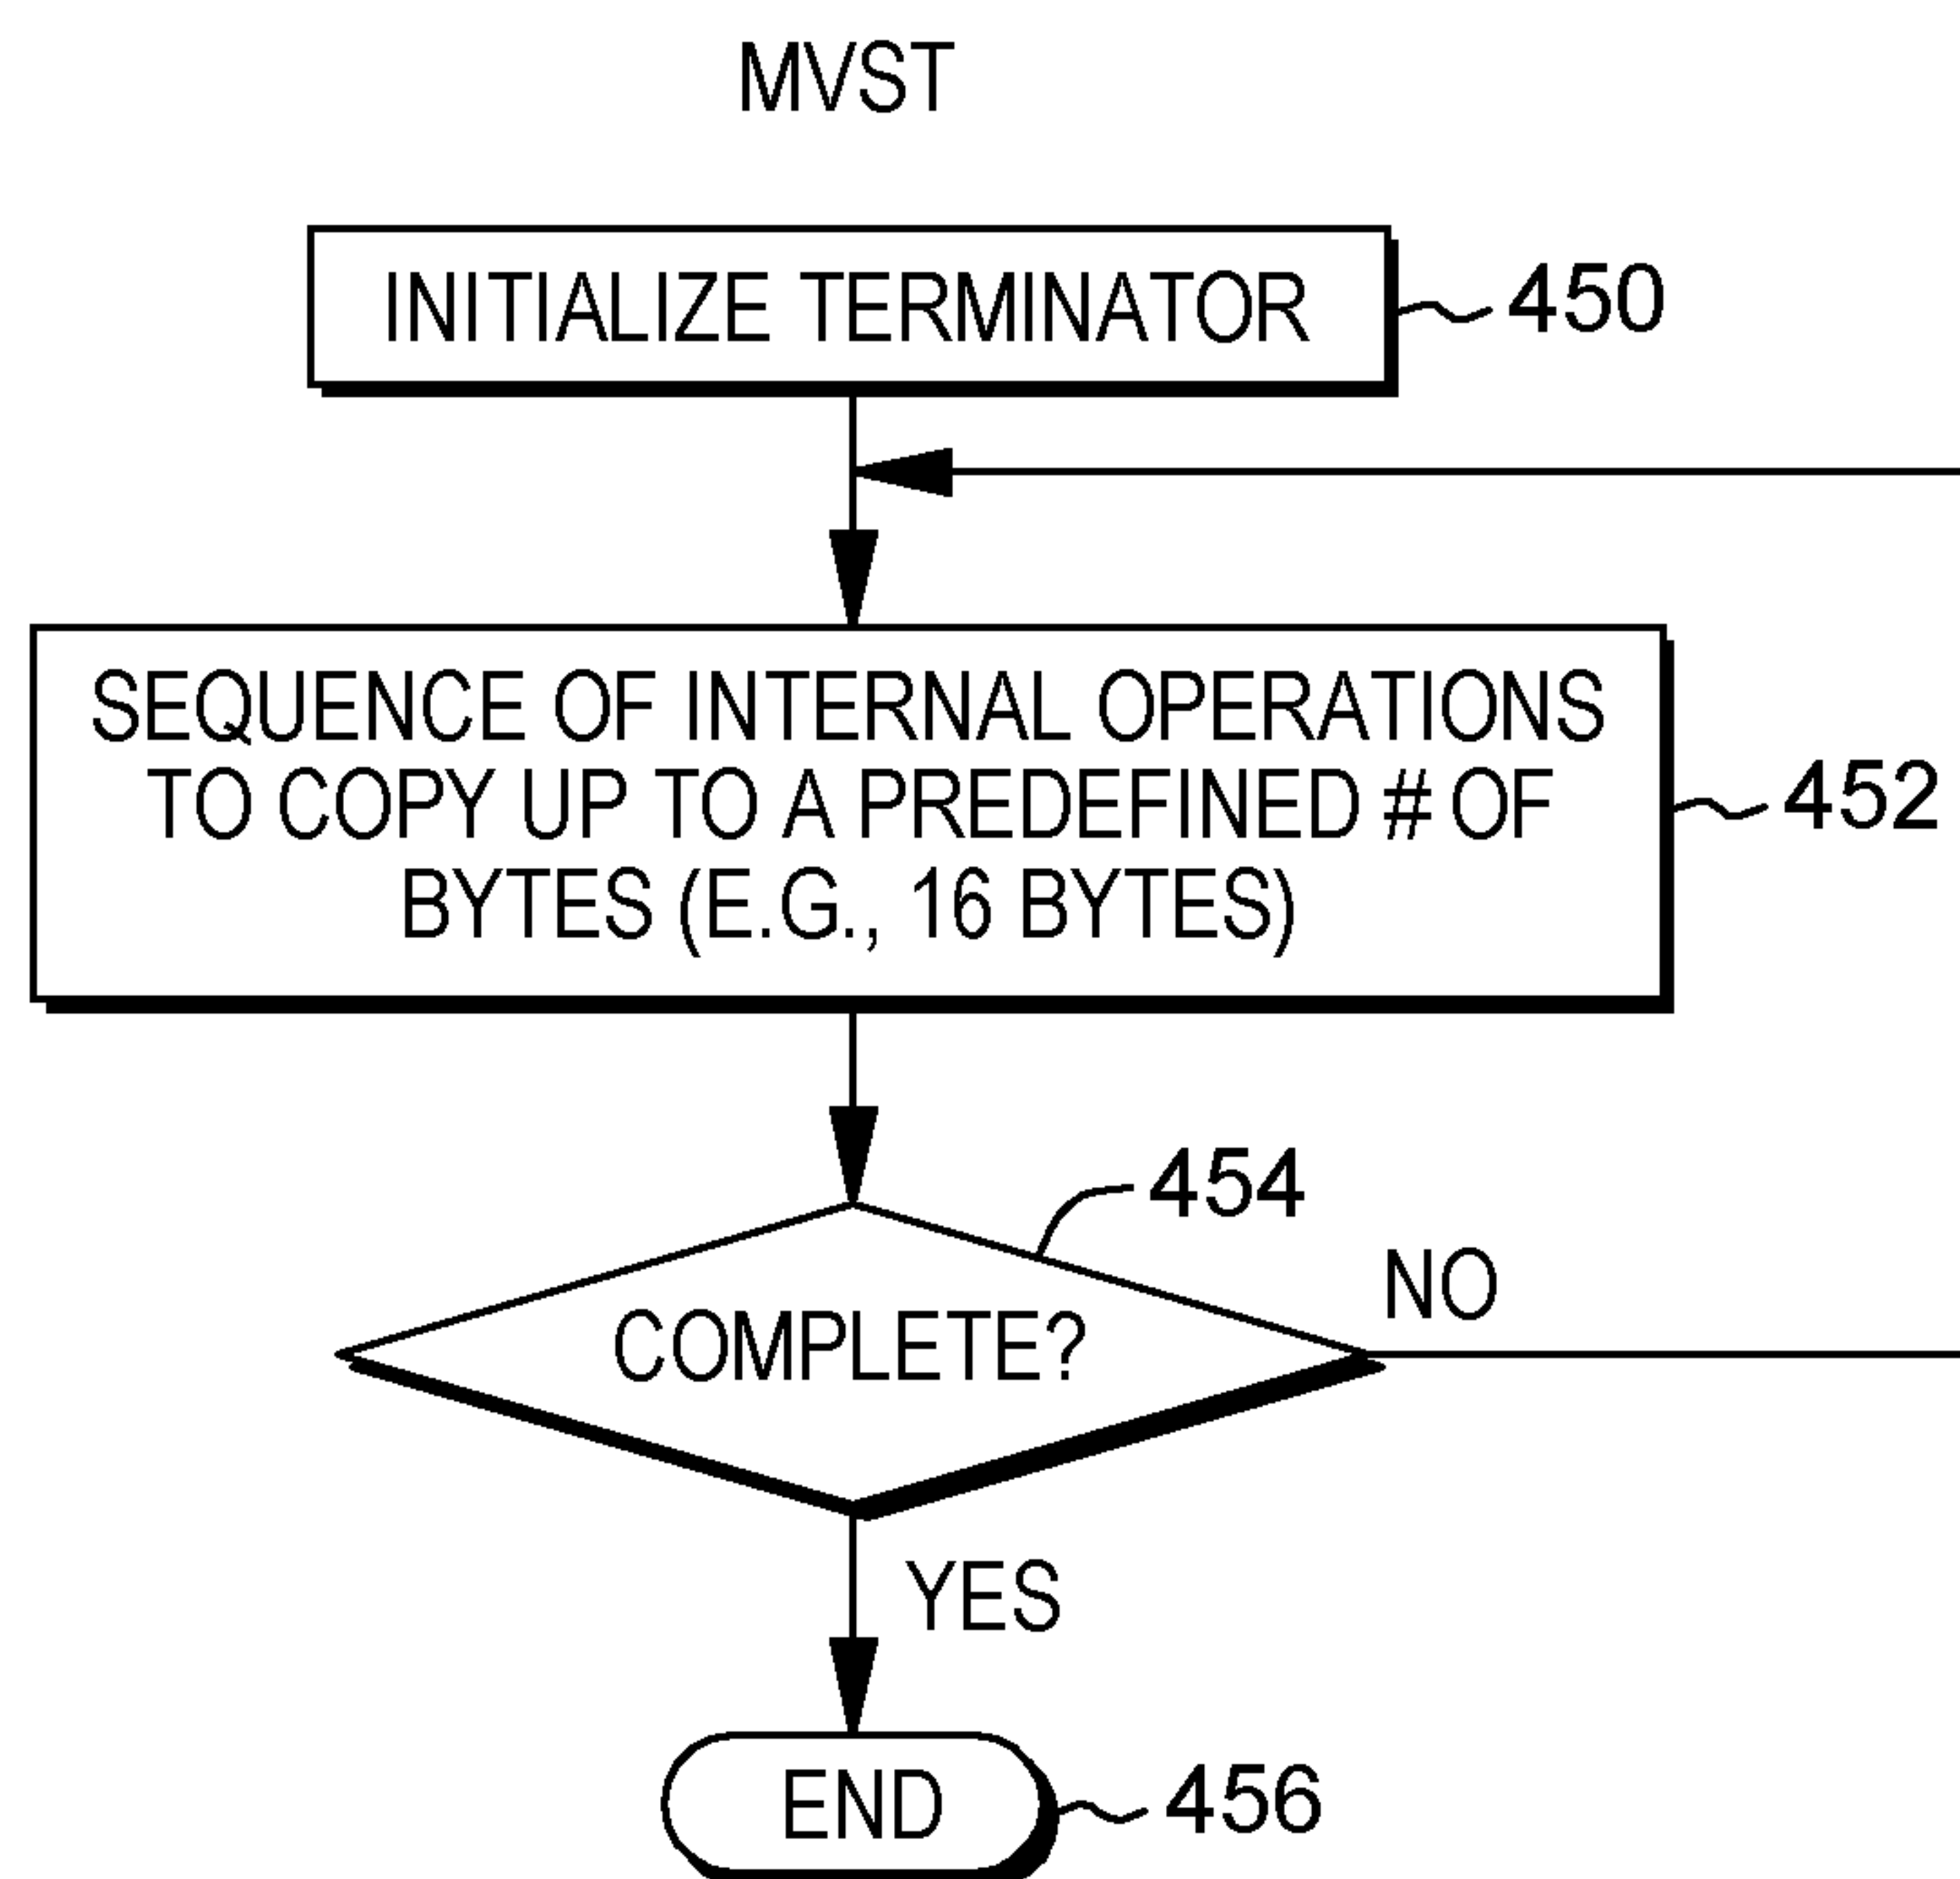 MVST
INITIALIZE TERMINATOR
450
SEQUENCE OF INTERNAL OPERATIONS
TO COPY UP TO A PREDEFINED # OF
BYTES (E.G., 16 BYTES)
452
454
COMPLETE?
NO
YES
END
456